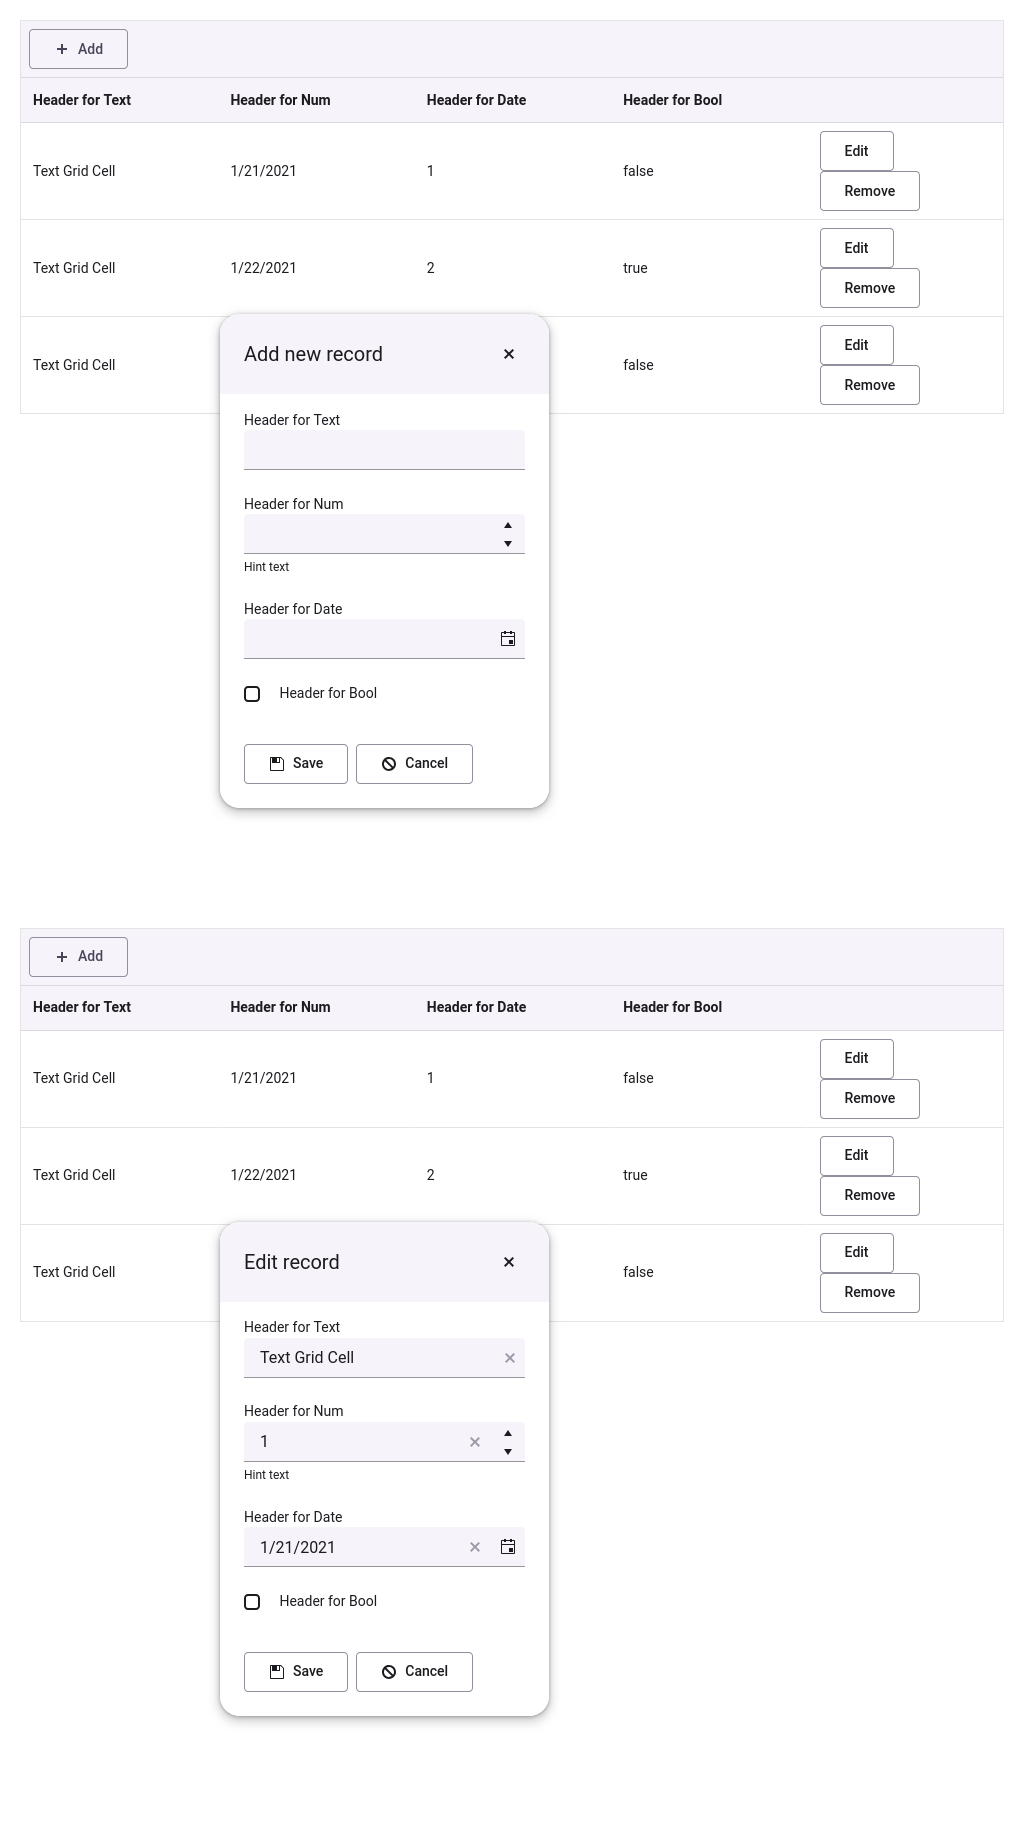 Add
Header for Text Header for Num Header for Date Header for Bool
Text Grid Cell 1/21/2021 1 false Edit
Remove
Text Grid Cell 1/22/2021 2 true Edit
Remove
Text Grid Cell false Edit
Remove
Add new record
Header for Text
Header for Num
Hint text
Header for Date
Header for Bool
Save Cancel
Add
Header for Text Header for Num Header for Date Header for Bool
Text Grid Cell 1/21/2021 1 false Edit
Remove
Text Grid Cell 1/22/2021 2 true Edit
Remove
Text Grid Cell false Edit
Remove
Edit record
Header for Text
Text Grid Cell
Header for Num
1
Hint text
Header for Date
1/21/2021
Header for Bool
Save Cancel